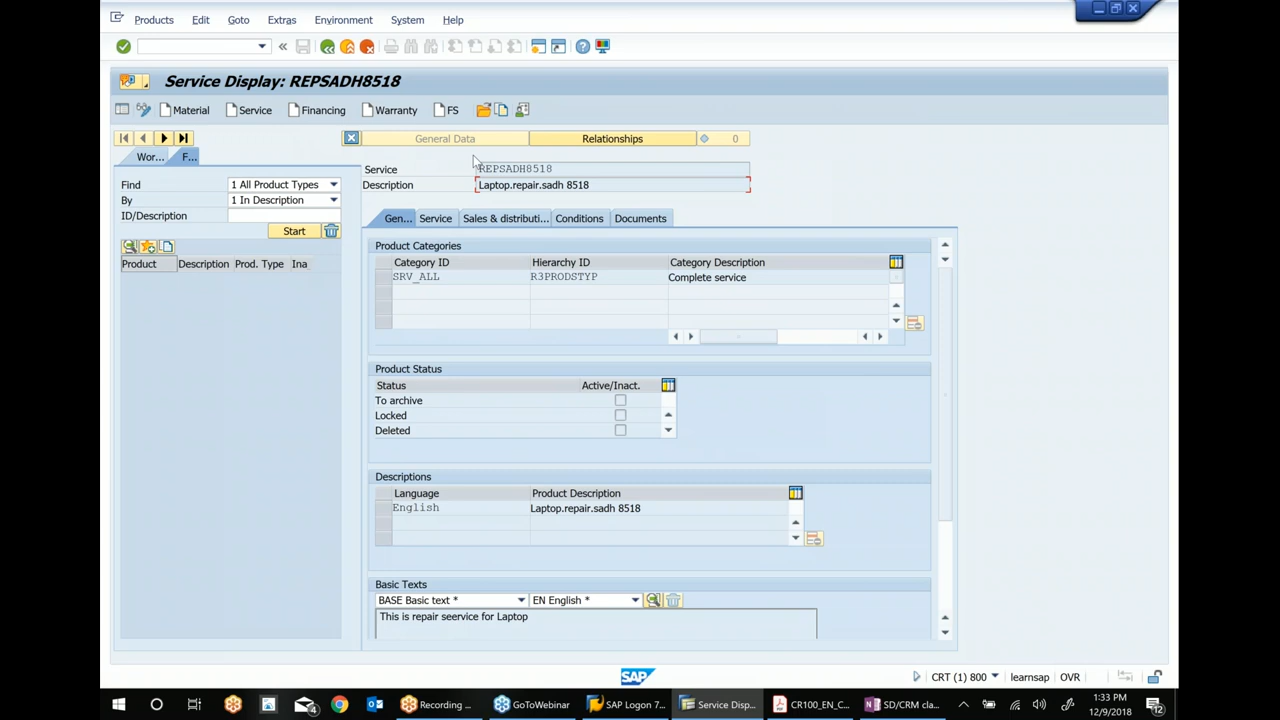 Products Edit Goto Extras Environment System Help
Service Display: REPSADH8518
Material Service Financing Warranty FS
General Data Relationships 0
Wor... F...
Find 1 All Product Types
By 1 In Description
ID/Description
Start
Product Description Prod. Type Ina
Service REPSADH8518
Description Laptop.repair.sadh 8518
Gen... Service Sales & distributi... Conditions Documents
Product Categories
Category ID Hierarchy ID Category Description
SRV_ALL R3PRODSTYP Complete service
Product Status
Status Active/Inact.
To archive
Locked
Deleted
Descriptions
Language Product Description
English Laptop.repair.sadh 8518
Basic Texts
BASE Basic text * EN English *
This is repair seervice for Laptop
SAP CRT (1) 800 learnsap OVR
4 Recording ... GoToWebinar SAP Logon 7... Service Disp... CR100_EN_C... SD/CRM cla... 1:33 PM
12/9/2018 12